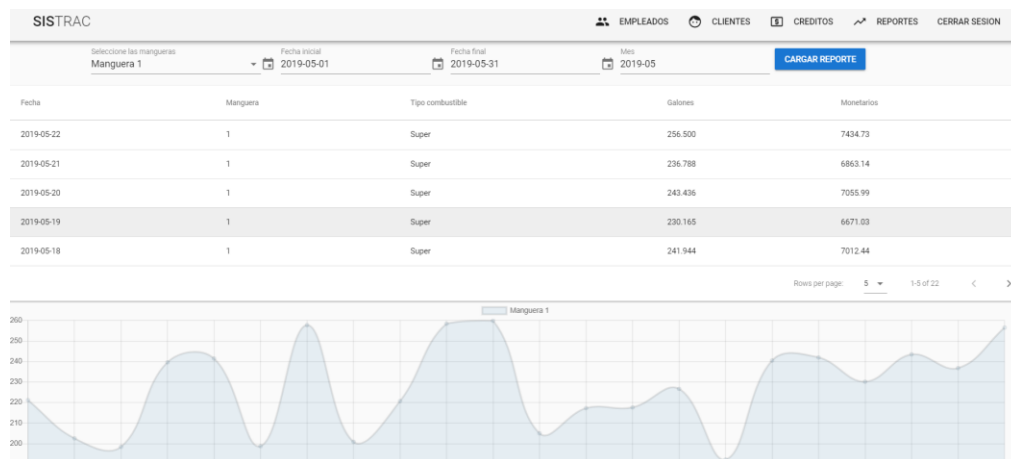 SISTRAC EMPLEADOS CLIENTES CREDITOS REPORTES CERRAR SESION
Seleccione las mangueras Fecha inicial Fecha final Mes
Manguera 1 2019-05-01 2019-05-31 2019-05 CARGAR REPORTE
Fecha Manguera Tipo combustible Galones Monetarios
2019-05-22 1 Super 256.500 7434.73
2019-05-21 1 Super 236.788 6863.14
2019-05-20 1 Super 243.436 7055.99
2019-05-19 1 Super 230.165 6671.03
2019-05-18 1 Super 241.944 7012.44
Rows per page: 5 1-5 of 22
Manguera 1
260
250
240
230
220
210
200